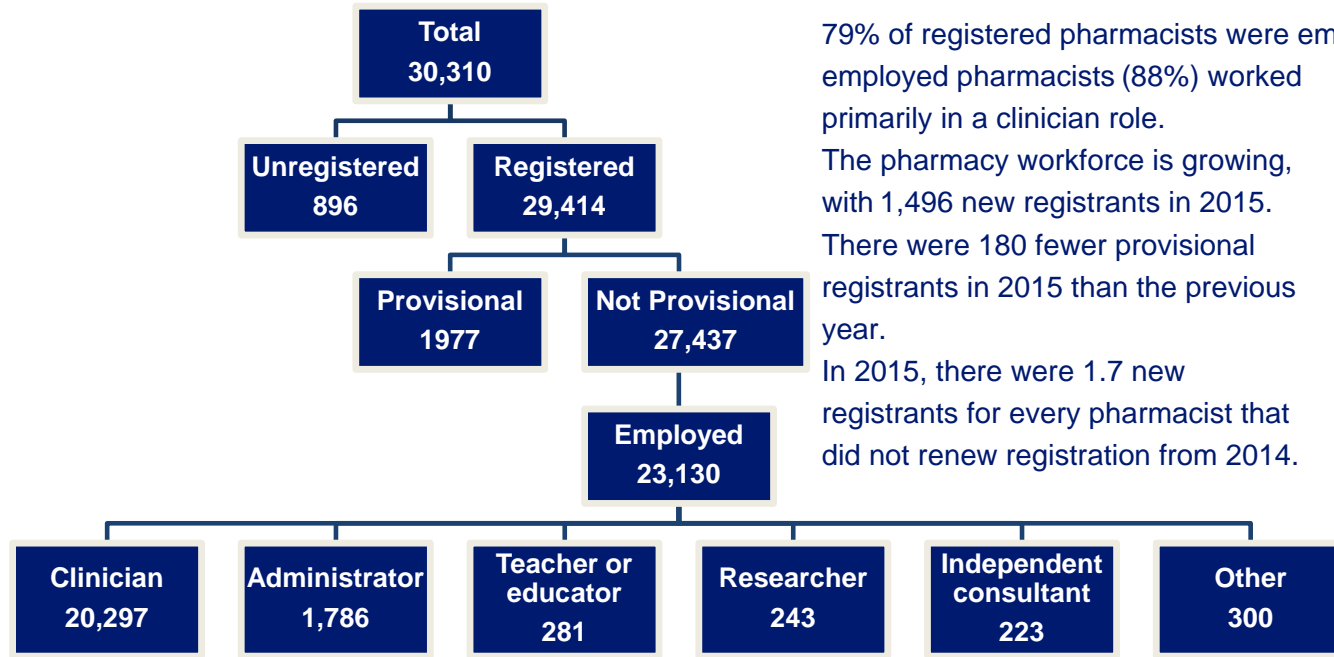 Total
30,310
Unregistered
896
Registered
29,414
Provisional
1977
Not Provisional
27,437
Employed
23,130
Clinician
20,297
Administrator
1,786
Teacher or
educator
281
Researcher
243
Independent
consultant
223
Other
300
79% of registered pharmacists were em
employed pharmacists (88%) worked
primarily in a clinician role.
The pharmacy workforce is growing,
with 1,496 new registrants in 2015.
There were 180 fewer provisional
registrants in 2015 than the previous
year.
In 2015, there were 1.7 new
registrants for every pharmacist that
did not renew registration from 2014.